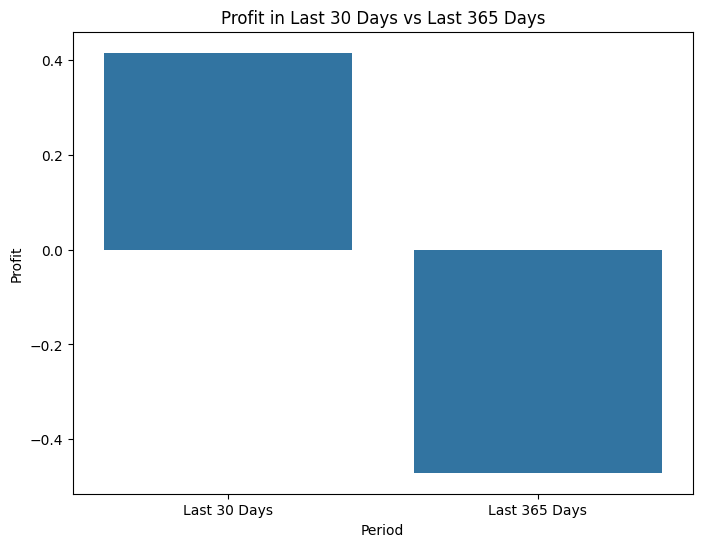 Profit in Last 30 Days vs Last 365 Days
0.4
0.2
0.0
−0.2
−0.4
Profit
Last 30 Days
Last 365 Days
Period